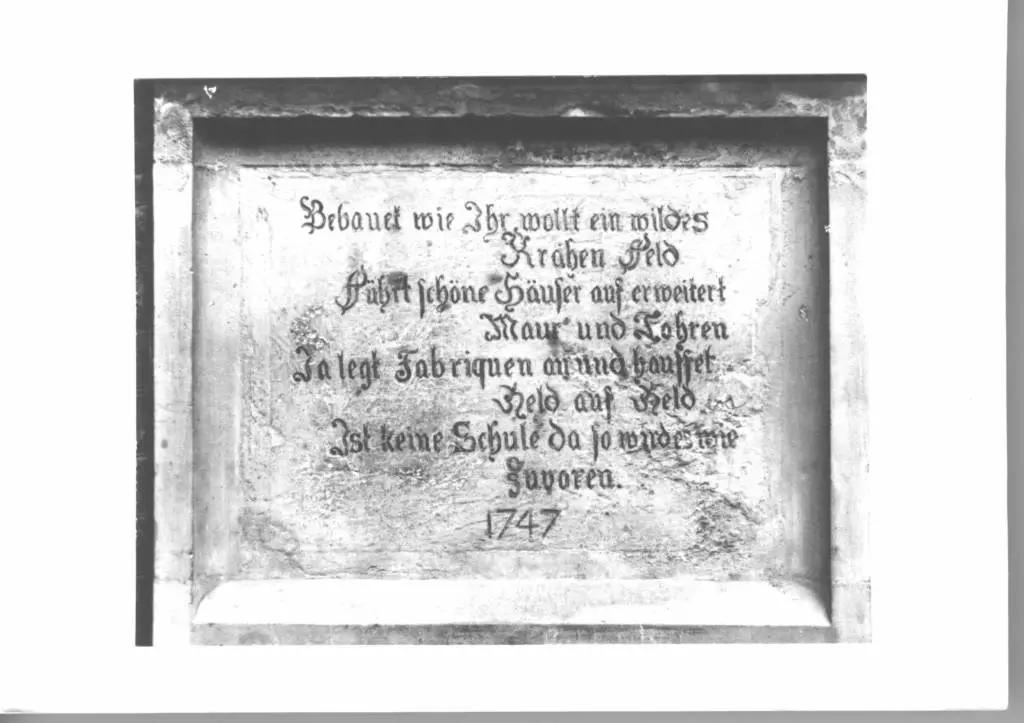 Bebauet wie Ihr wollt ein wildes
Krähen Feld
Führt schöne Häuser auf erweitert
Maur und Tohren
Ja legt Fabriquen an und hauffet
Geld auf Geld
Ist keine Schule da so wirdes wie
Zuvoren.
1747